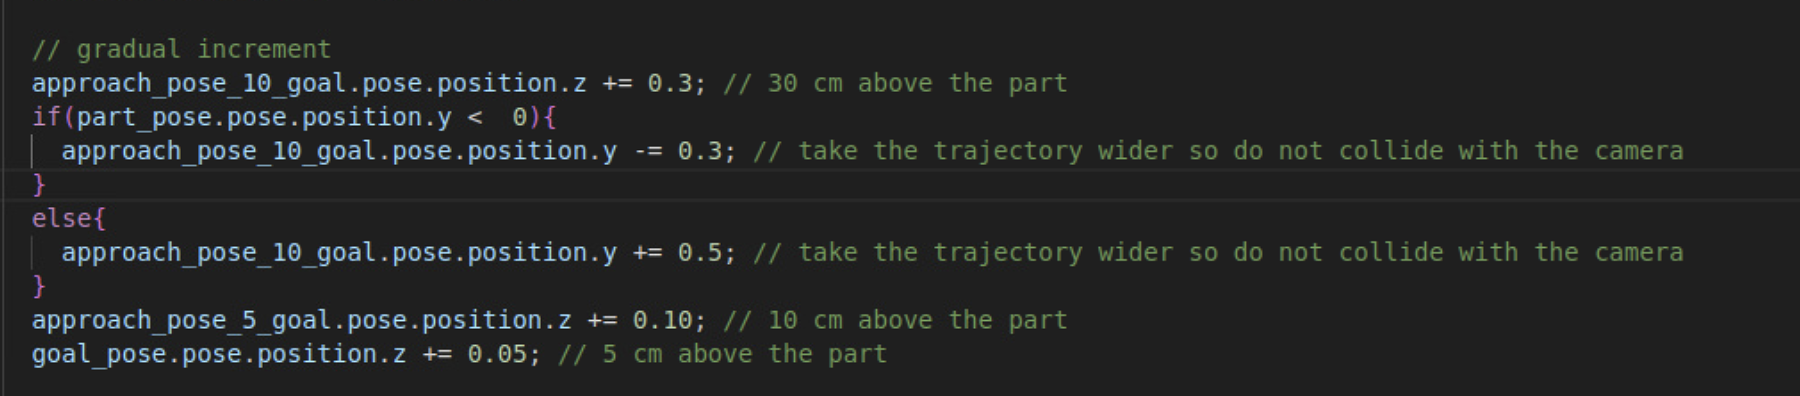 // gradual increment
approach_pose_10_goal.pose.position.z += 0.3; // 30 cm above the part
if(part_pose.pose.position.y <  0){
  approach_pose_10_goal.pose.position.y -= 0.3; // take the trajectory wider so do not collide with the camera
}
else{
  approach_pose_10_goal.pose.position.y += 0.5; // take the trajectory wider so do not collide with the camera
}
approach_pose_5_goal.pose.position.z += 0.10; // 10 cm above the part
goal_pose.pose.position.z += 0.05; // 5 cm above the part